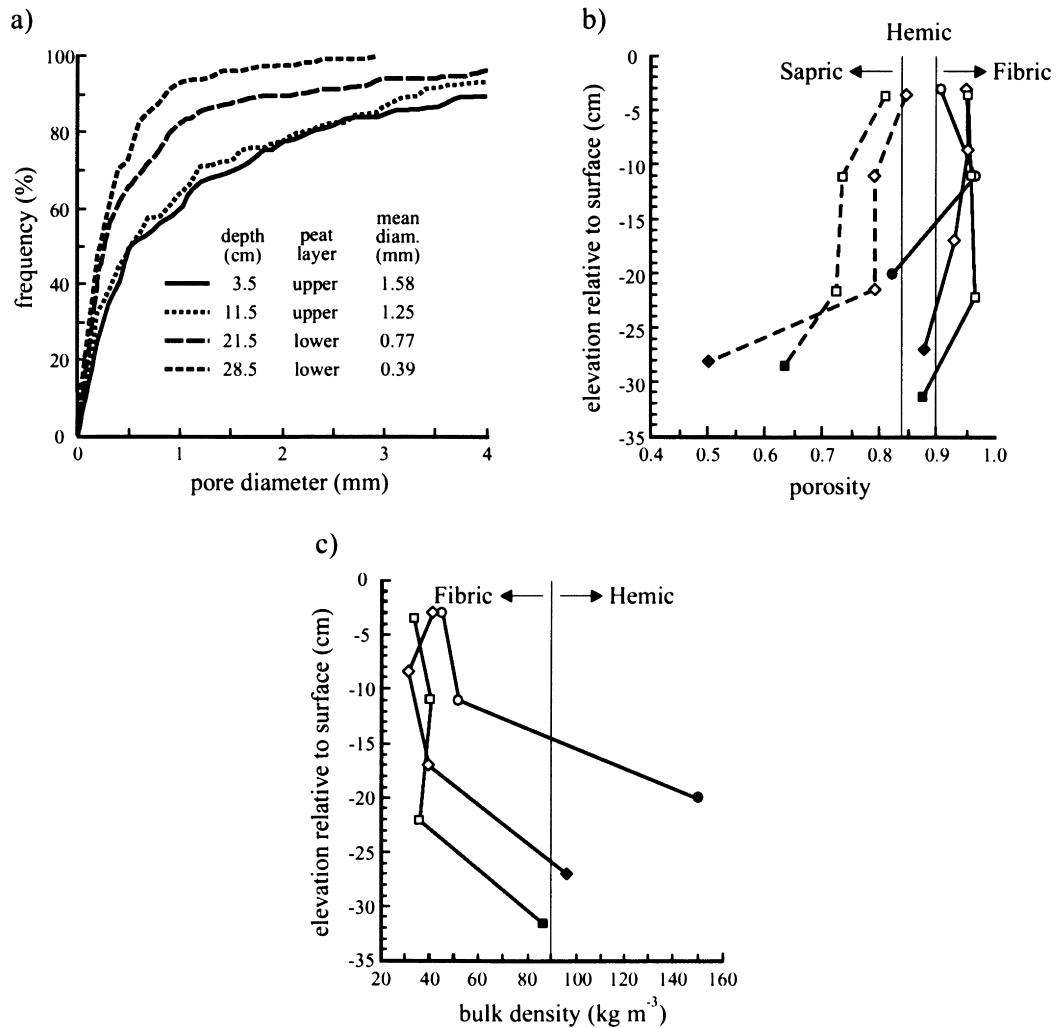 a)
100
80
60
40
20
0
frequency (%)
0 1 2 3 4
pore diameter (mm)
depth (cm) peat layer mean diam. (mm)
3.5 upper 1.58
11.5 upper 1.25
21.5 lower 0.77
28.5 lower 0.39
b)
Hemic
Sapric Fibric
0
-5
-10
-15
-20
-25
-30
-35
elevation relative to surface (cm)
0.4 0.5 0.6 0.7 0.8 0.9 1.0
porosity
c)
Fibric Hemic
0
-5
-10
-15
-20
-25
-30
-35
elevation relative to surface (cm)
20 40 60 80 100 120 140 160
bulk density (kg m⁻³)